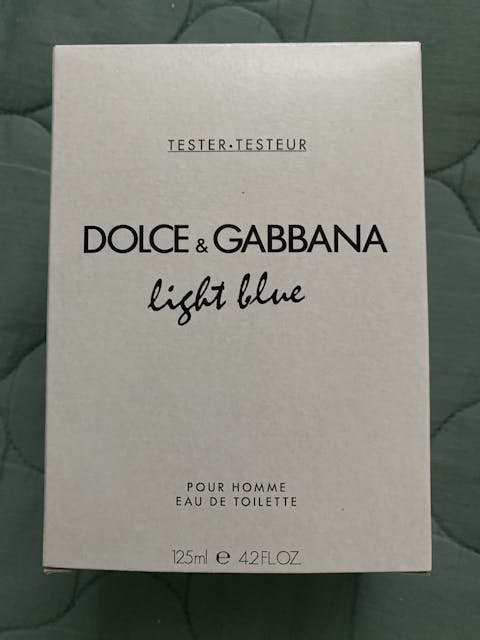 TESTER•TESTEUR
DOLCE & GABBANA
light blue
POUR HOMME
EAU DE TOILETTE
125ml ℮ 4.2FL.OZ.